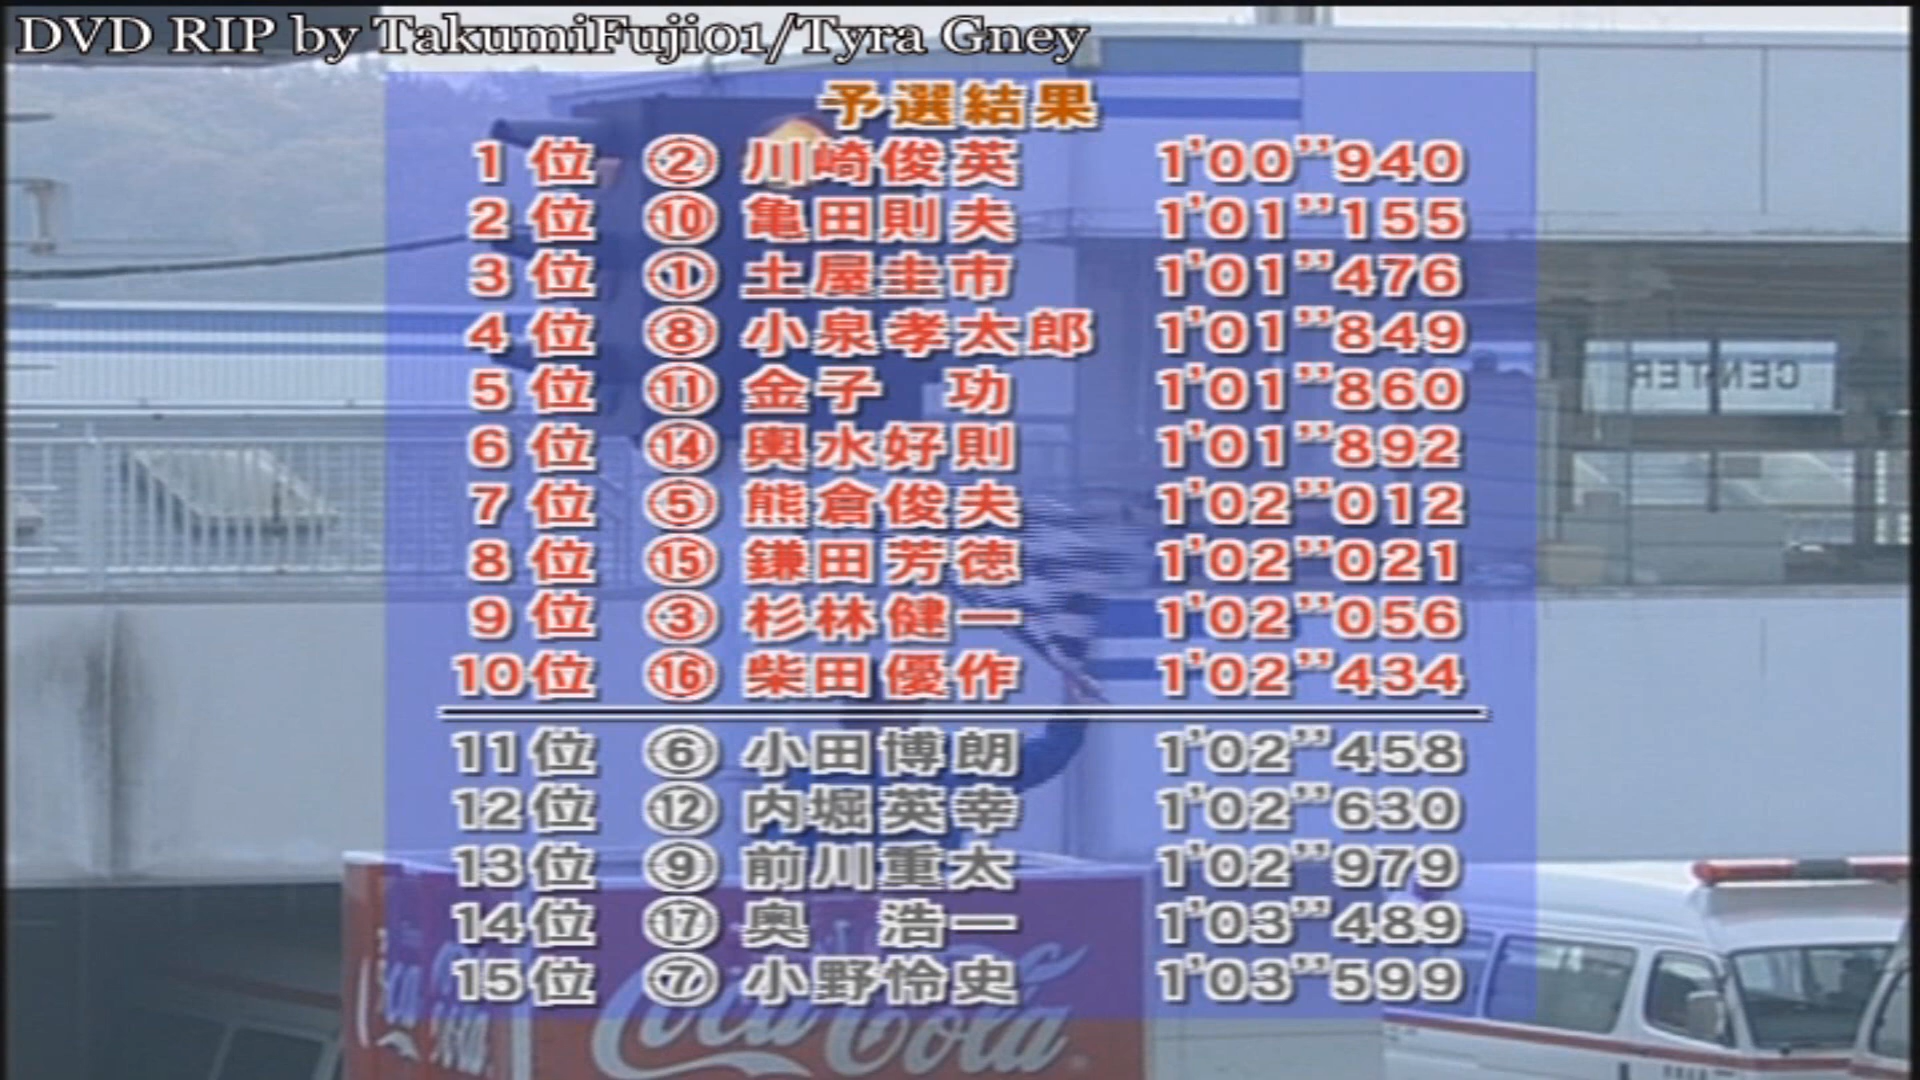 DVD RIP by TakumiFuji01/Tyra Gney
予選結果
1位 ② 川崎俊英 1'00"940
2位 ⑩ 亀田則夫 1'01"155
3位 ① 土屋圭市 1'01"476
4位 ⑧ 小泉孝太郎 1'01"849
5位 ⑪ 金子 功 1'01"860
6位 ⑭ 輿水好則 1'01"892
7位 ⑤ 熊倉俊夫 1'02"012
8位 ⑮ 鎌田芳徳 1'02"021
9位 ③ 杉林健一 1'02"056
10位 ⑯ 柴田優作 1'02"434
11位 ⑥ 小田博朗 1'02"458
12位 ⑫ 内堀英幸 1'02"630
13位 ⑨ 前川重太 1'02"979
14位 ⑰ 奥 浩一 1'03"489
15位 ⑦ 小野怜史 1'03"599
CENTER
Coca-Cola
Coca-Cola